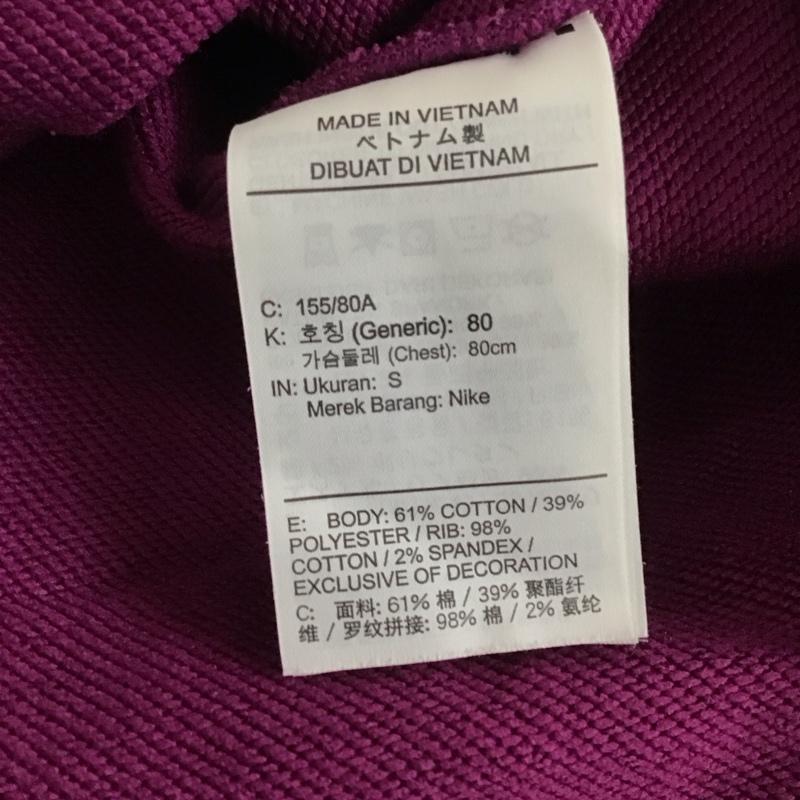 MADE IN VIETNAM
ベトナム製
DIBUAT DI VIETNAM
C: 155/80A
K: 호칭 (Generic): 80
가슴둘레 (Chest): 80cm
IN: Ukuran: S
Merek Barang: Nike
E: BODY: 61% COTTON / 39%
POLYESTER / RIB: 98%
COTTON / 2% SPANDEX /
EXCLUSIVE OF DECORATION
C: 面料: 61% 棉 / 39% 聚酯纤
维 / 罗纹拼接: 98% 棉 / 2% 氨纶